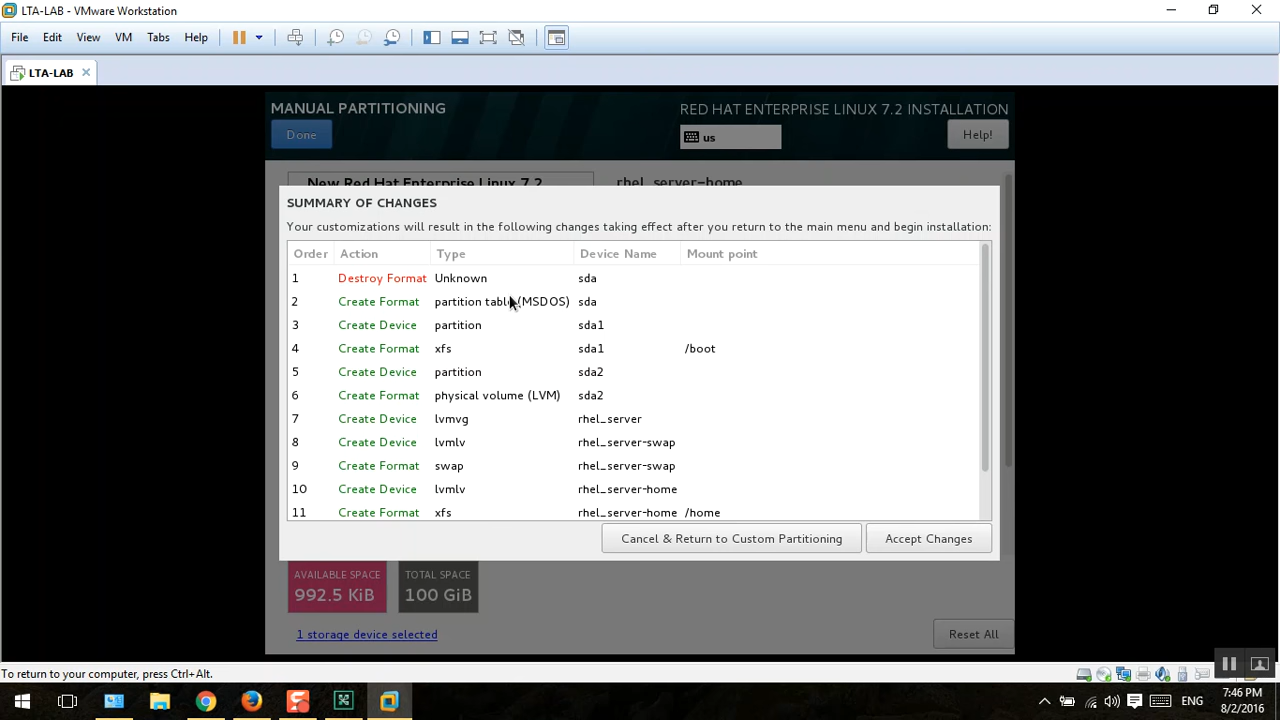 LTA-LAB - VMware Workstation
File Edit View VM Tabs Help
LTA-LAB
MANUAL PARTITIONING
RED HAT ENTERPRISE LINUX 7.2 INSTALLATION
Done
us
Help!
New Red Hat Enterprise Linux 7.2
rhel_server-home
SUMMARY OF CHANGES
Your customizations will result in the following changes taking effect after you return to the main menu and begin installation:
Order Action Type Device Name Mount point
1 Destroy Format Unknown sda
2 Create Format partition table (MSDOS) sda
3 Create Device partition sda1
4 Create Format xfs sda1 /boot
5 Create Device partition sda2
6 Create Format physical volume (LVM) sda2
7 Create Device lvmvg rhel_server
8 Create Device lvmlv rhel_server-swap
9 Create Format swap rhel_server-swap
10 Create Device lvmlv rhel_server-home
11 Create Format xfs rhel_server-home /home
Cancel & Return to Custom Partitioning
Accept Changes
AVAILABLE SPACE
992.5 KiB
TOTAL SPACE
100 GiB
1 storage device selected
Reset All
To return to your computer, press Ctrl+Alt.
ENG
7:46 PM
8/2/2016